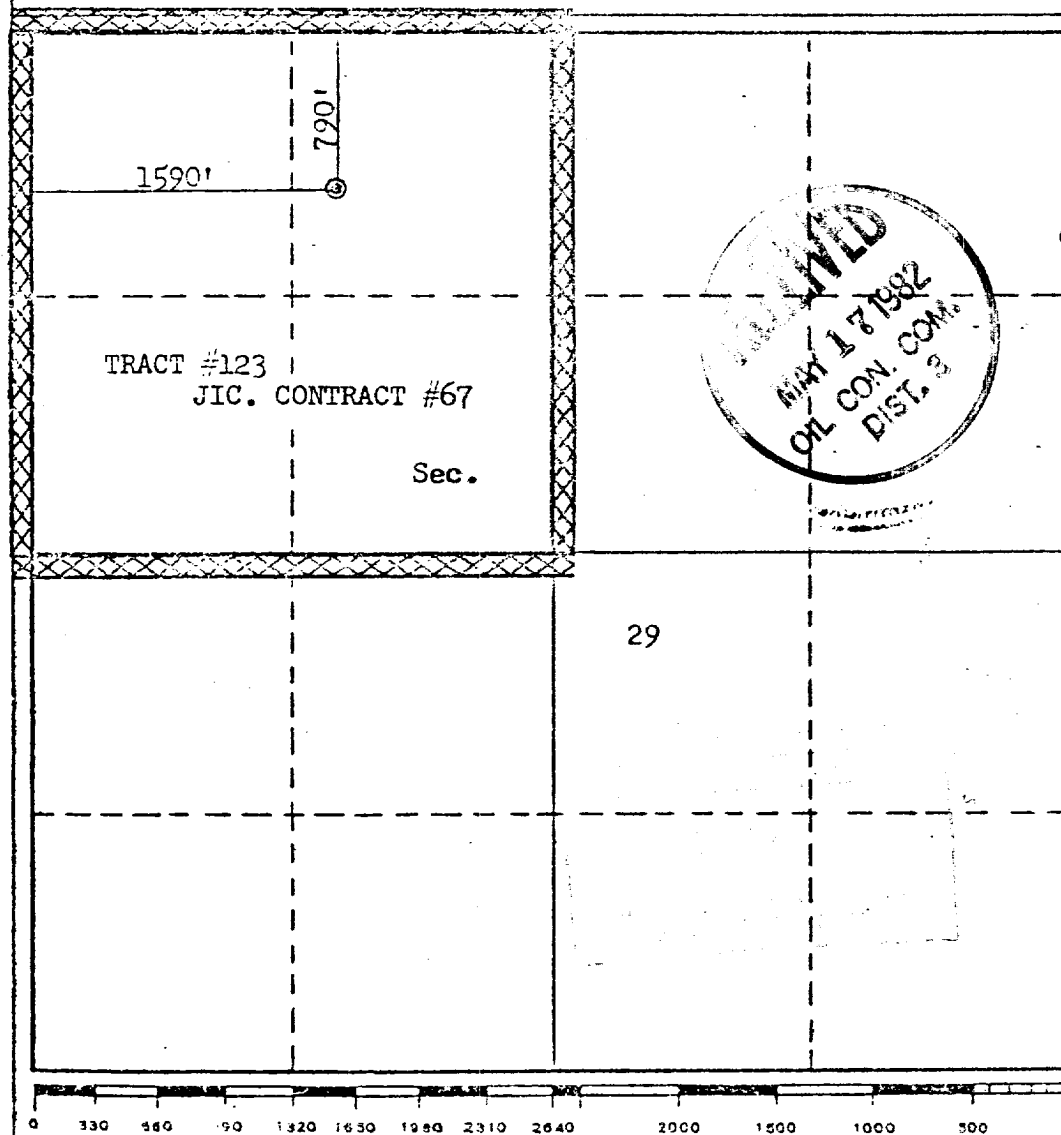 790'
1590'
TRACT #123
JIC. CONTRACT #67
Sec.
MAY 17 1982
OIL CON. COM.
DIST. 3
29
0 330 660 90 1320 1650 1980 2310 2640 2000 1500 1000 500